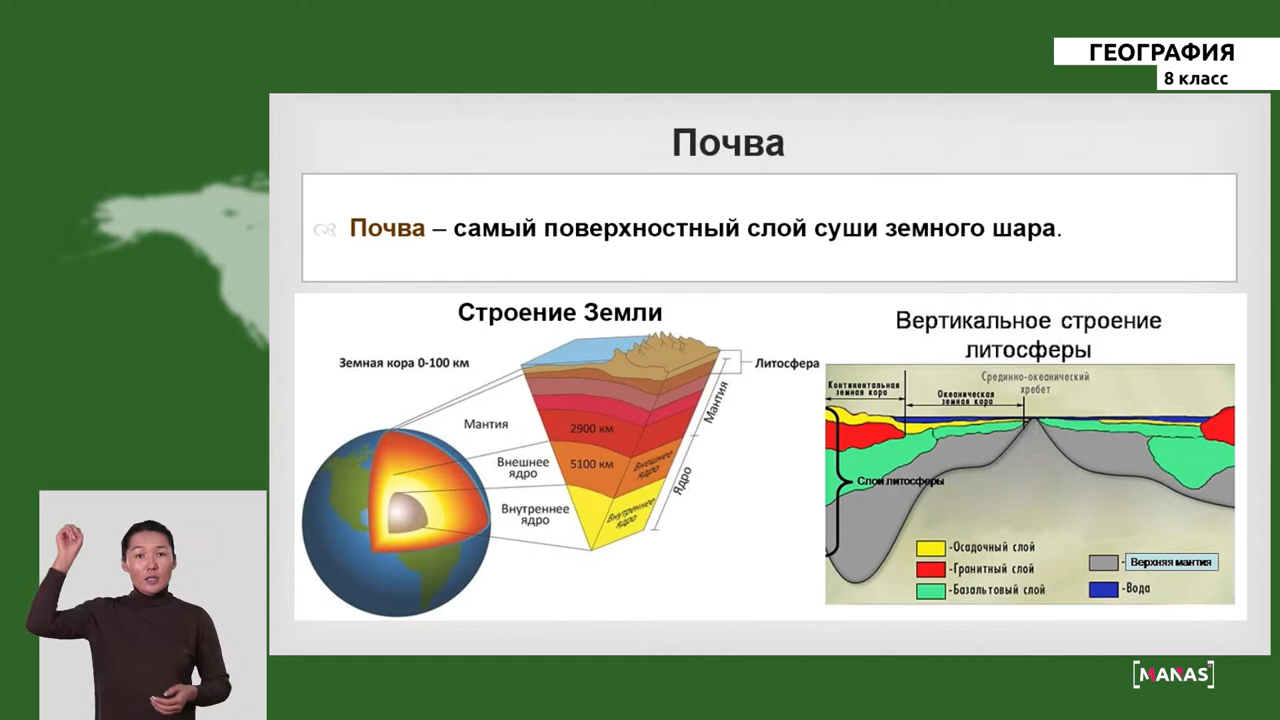 ГЕОГРАФИЯ
8 класс
Почва
Почва – самый поверхностный слой суши земного шара.
Строение Земли
Земная кора 0-100 км
Литосфера
Мантия
Мантия
2900 км
Внешнее
ядро
5100 км
Внешнее
ядро
Ядро
Внутреннее
ядро
Внутреннее
ядро
Вертикальное строение
литосферы
Континентальная
земная кора
Океаническая
земная кора
Срединно-океанический
хребет
Слои литосферы
-Осадочный слой
-Гранитный слой
-Базальтовый слой
- Верхняя мантия
-Вода
[MANAS]